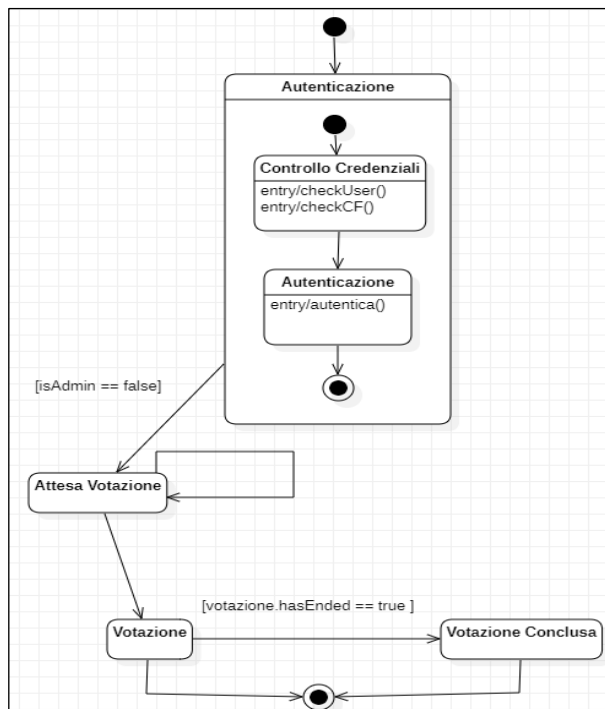 Autenticazione
Controllo Credenziali
entry/checkUser()
entry/checkCF()
Autenticazione
entry/autentica()
[isAdmin == false]
Attesa Votazione
[votazione.hasEnded == true ]
Votazione
Votazione Conclusa